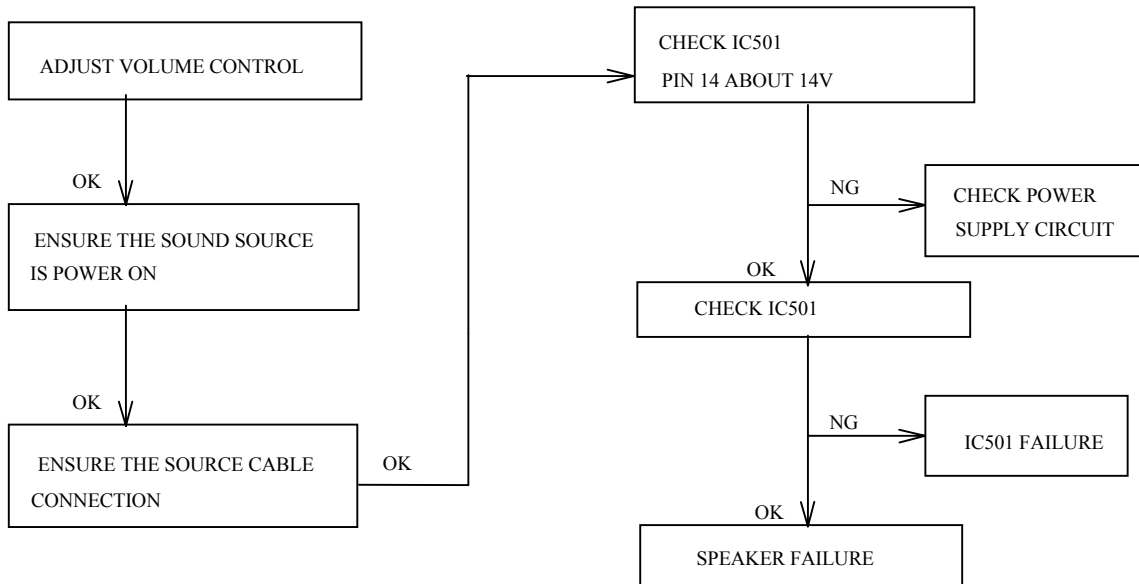 ADJUST VOLUME CONTROL
OK
ENSURE THE SOUND SOURCE
IS POWER ON
OK
ENSURE THE SOURCE CABLE
CONNECTION
OK
CHECK IC501
PIN 14 ABOUT 14V
NG
CHECK POWER
SUPPLY CIRCUIT
OK
CHECK IC501
NG
IC501 FAILURE
OK
SPEAKER FAILURE